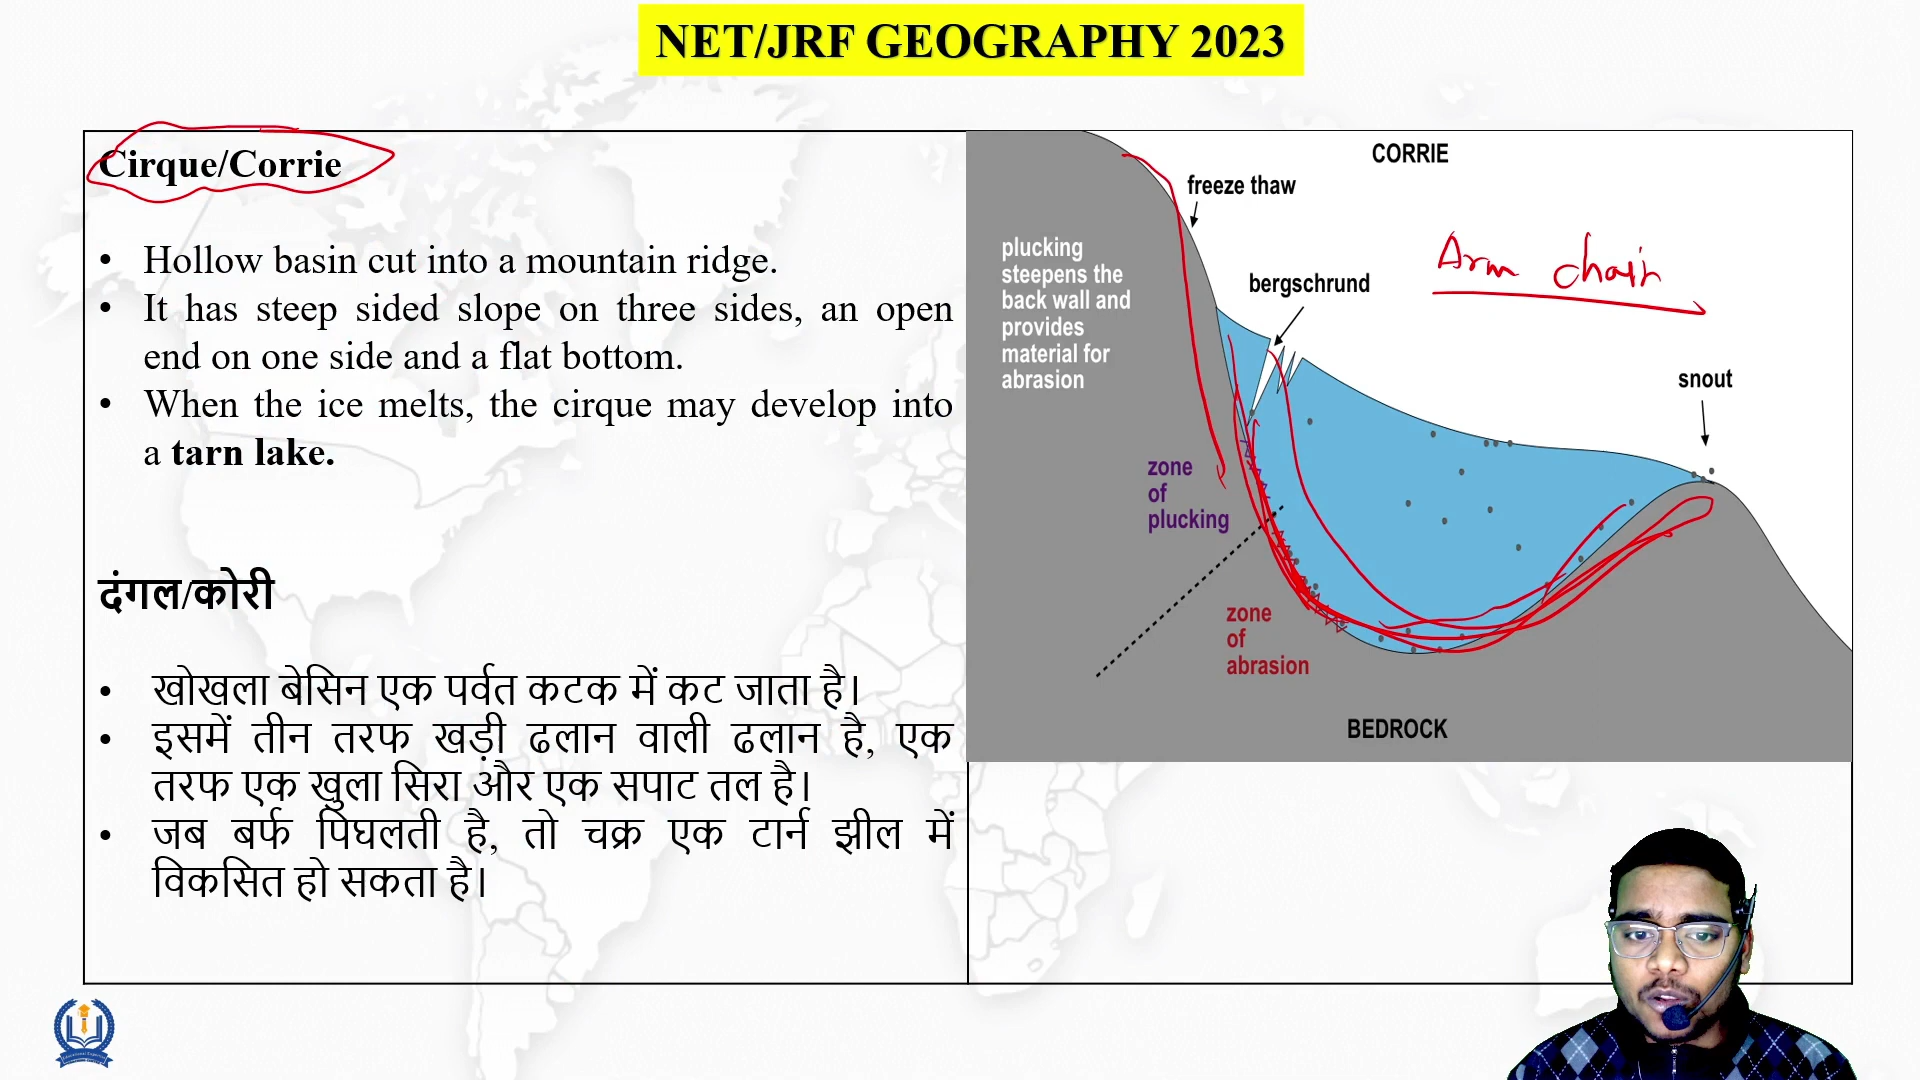 NET/JRF GEOGRAPHY 2023
Cirque/Corrie
• Hollow basin cut into a mountain ridge.
• It has steep sided slope on three sides, an open
end on one side and a flat bottom.
• When the ice melts, the cirque may develop into
a tarn lake.
दंगल/कोरी
• खोखला बेसिन एक पर्वत कटक में कट जाता है।
• इसमें तीन तरफ खड़ी ढलान वाली ढलान है, एक
तरफ एक खुला सिरा और एक सपाट तल है।
• जब बर्फ पिघलती है, तो चक्र एक टार्न झील में
विकसित हो सकता है।
CORRIE
freeze thaw
plucking
steepens the
back wall and
provides
material for
abrasion
bergschrund
Arm chair
snout
zone
of
plucking
zone
of
abrasion
BEDROCK